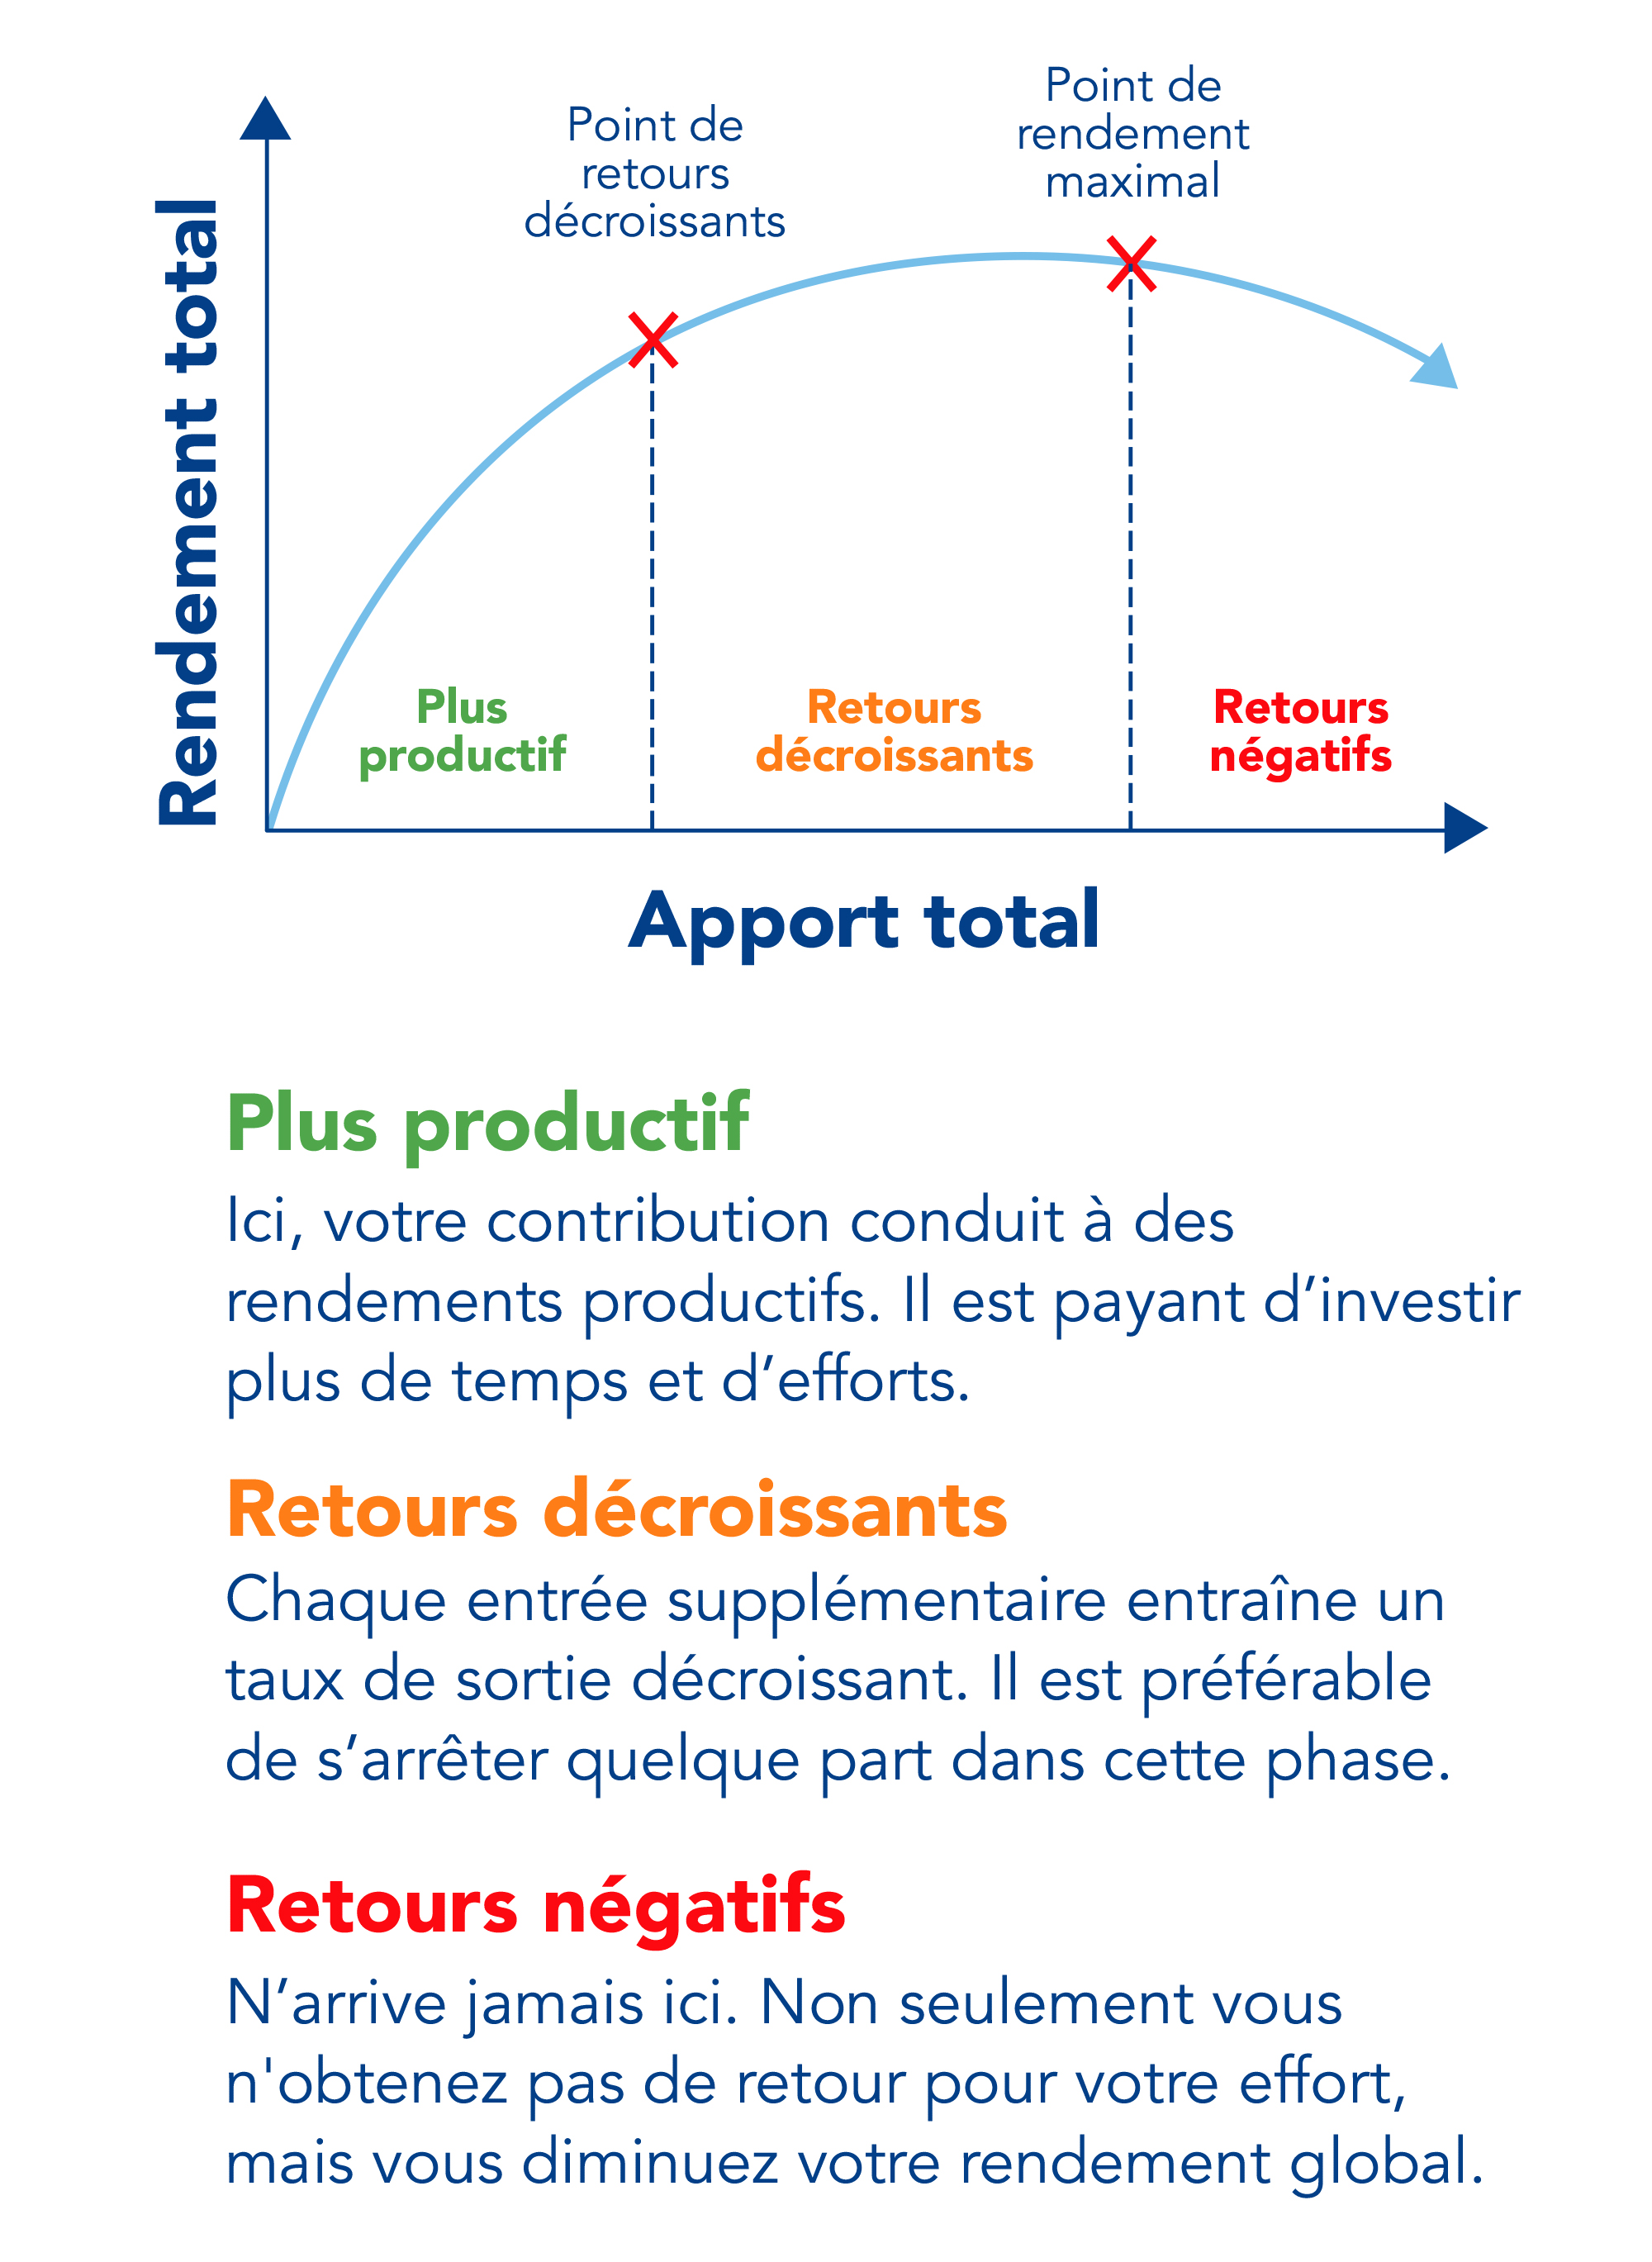 Point de
retours
décroissants
Point de
rendement
maximal
Rendement total
Plus
productif
Retours
décroissants
Retours
négatifs
Apport total
Plus productif
Ici, votre contribution conduit à des
rendements productifs. Il est payant d’investir
plus de temps et d’efforts.
Retours décroissants
Chaque entrée supplémentaire entraîne un
taux de sortie décroissant. Il est préférable
de s’arrêter quelque part dans cette phase.
Retours négatifs
N’arrive jamais ici. Non seulement vous
n'obtenez pas de retour pour votre effort,
mais vous diminuez votre rendement global.